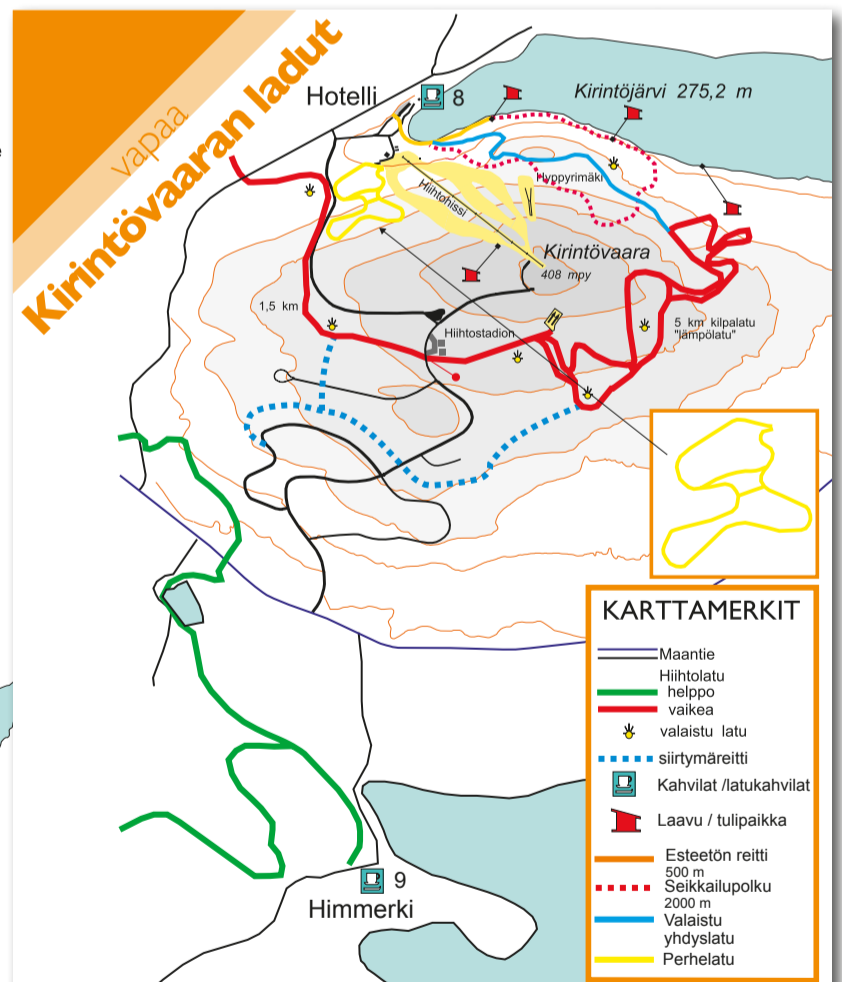 vapaa
Kirintövaaran ladut
Hotelli
8
Kirintöjärvi 275,2 m
Hyppyrimäki
Hiihtohissi
Kirintövaara
408 mpy
1,5 km
Hiihtostadion
5 km kilpalatu
"lämpölatu"
9
Himmerki
KARTTAMERKIT
Maantie
Hiihtolatu
helppo
vaikea
valaistu latu
siirtymäreitti
Kahvilat /latukahvilat
Laavu / tulipaikka
Esteetön reitti
500 m
Seikkailupolku
2000 m
Valaistu
yhdyslatu
Perhelatu